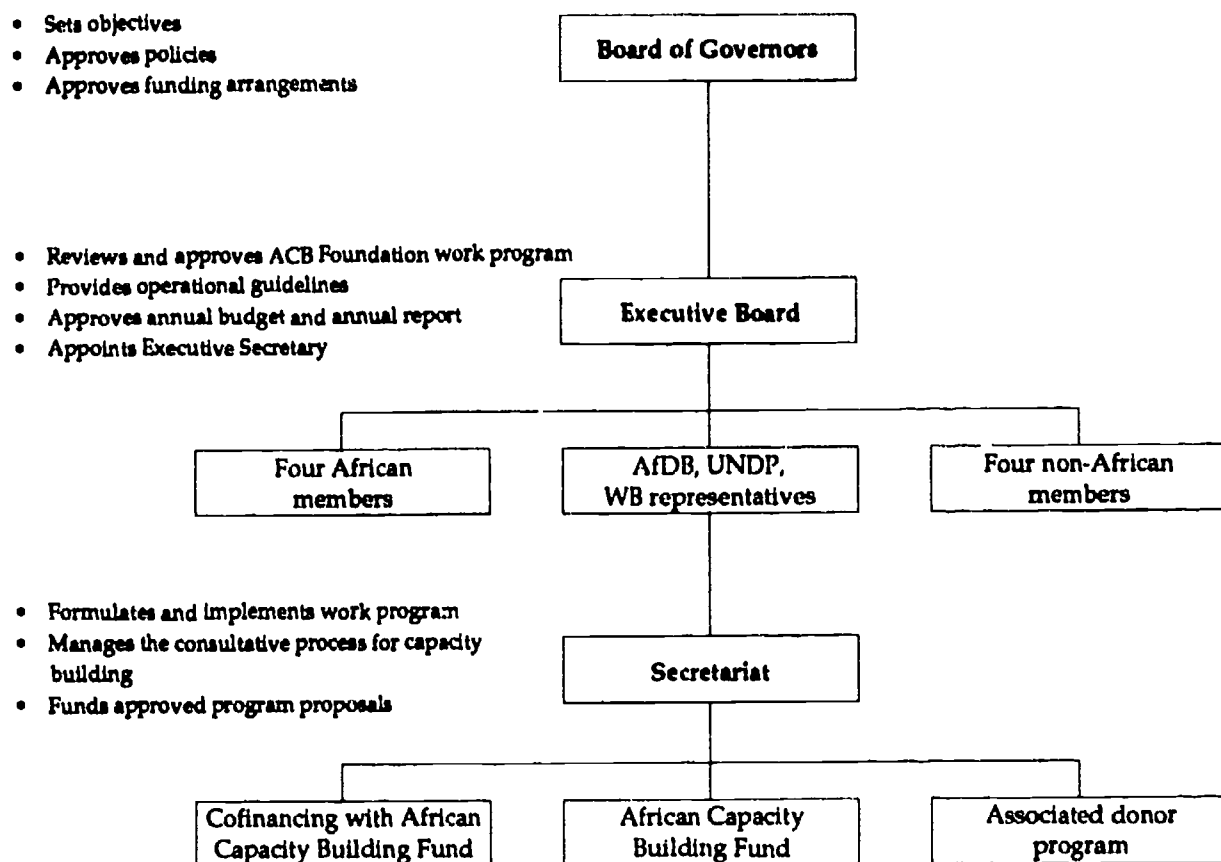 • Sets objectives
• Approves policies
• Approves funding arrangements
Board of Governors
• Reviews and approves ACB Foundation work program
• Provides operational guidelines
• Approves annual budget and annual report
• Appoints Executive Secretary
Executive Board
Four African
members
AfDB, UNDP,
WB representatives
Four non-African
members
• Formulates and implements work program
• Manages the consultative process for capacity
building
• Funds approved program proposals
Secretariat
Cofinancing with African
Capacity Building Fund
African Capacity
Building Fund
Associated donor
program